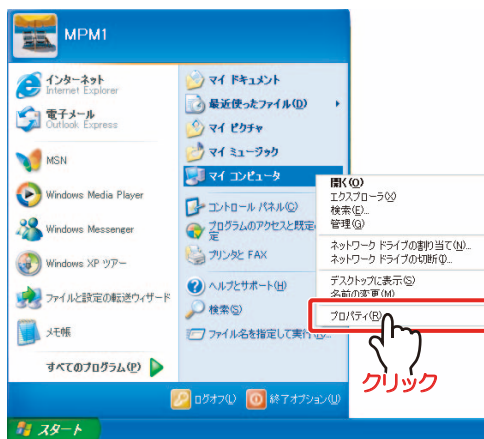 MPM1
インターネット
Internet Explorer
電子メール
Outlook Express
MSN
Windows Media Player
Windows Messenger
Windows XP ツアー
ファイルと設定の転送ウィザード
メモ帳
すべてのプログラム(P)
マイ ドキュメント
最近使ったファイル(D)
マイ ピクチャ
マイ ミュージック
マイ コンピュータ
コントロール パネル(C)
プログラムのアクセスと既定
定
プリンタと FAX
ヘルプとサポート(H)
検索(S)
ファイル名を指定して実行(R)...
開く(O)
エクスプローラ(X)
検索(E)...
管理(G)
ネットワーク ドライブの割り当て(N)...
ネットワーク ドライブの切断(I)...
デスクトップに表示(S)
名前の変更(M)
プロパティ(R)
クリック
ログオフ(L)
終了オプション(U)
スタート